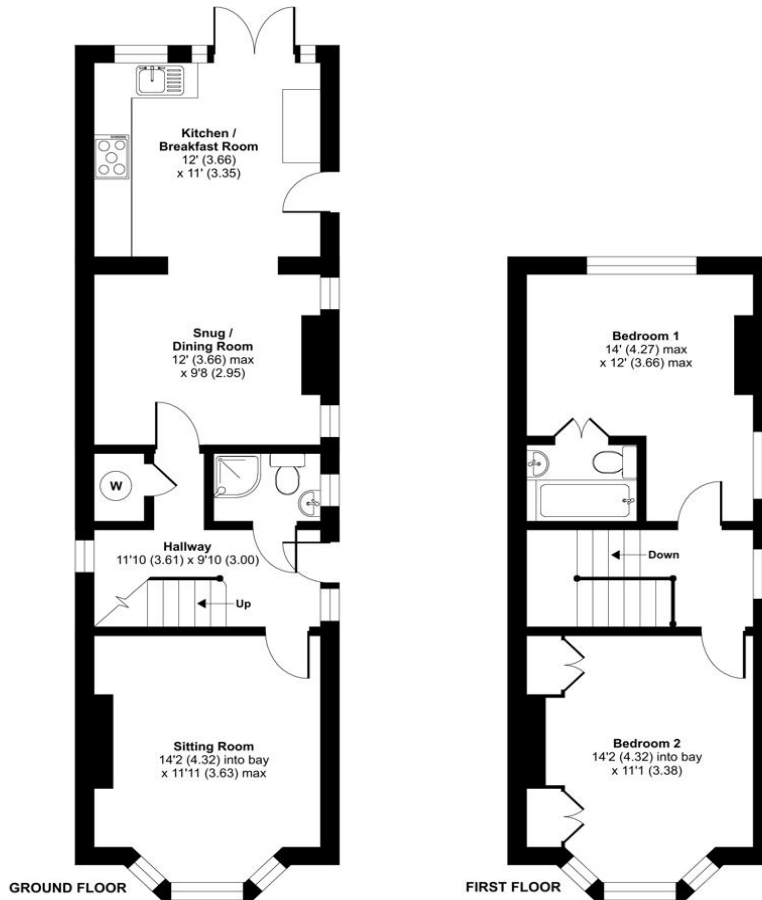 Kitchen /
Breakfast Room
12' (3.66)
x 11' (3.35)
Snug /
Dining Room
12' (3.66) max
x 9'8 (2.95)
W
Hallway
11'10 (3.61) x 9'10 (3.00)
Up
Sitting Room
14'2 (4.32) into bay
x 11'11 (3.63) max
GROUND FLOOR
Bedroom 1
14' (4.27) max
x 12' (3.66) max
Down
Bedroom 2
14'2 (4.32) into bay
x 11'1 (3.38)
FIRST FLOOR